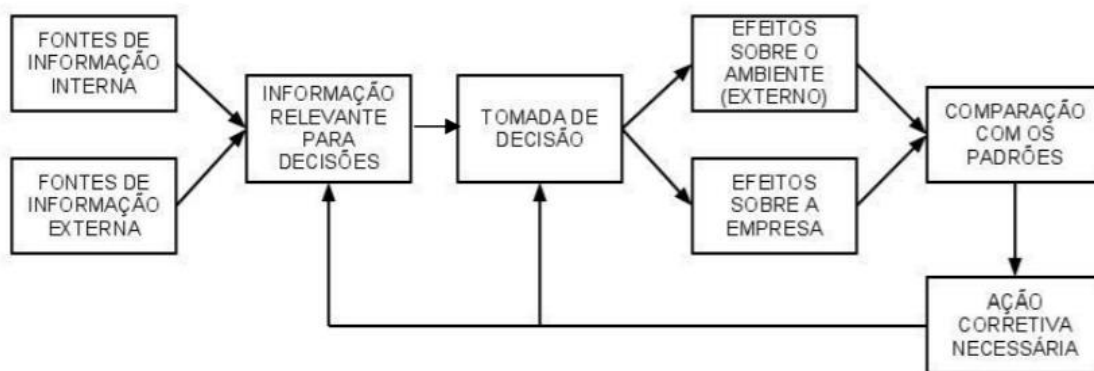 FONTES DE
INFORMAÇÃO
INTERNA
FONTES DE
INFORMAÇÃO
EXTERNA
INFORMAÇÃO
RELEVANTE
PARA
DECISÕES
TOMADA DE
DECISÃO
EFEITOS
SOBRE O
AMBIENTE
(EXTERNO)
EFEITOS
SOBRE A
EMPRESA
COMPARAÇÃO
COM OS
PADRÕES
AÇÃO
CORRETIVA
NECESSÁRIA